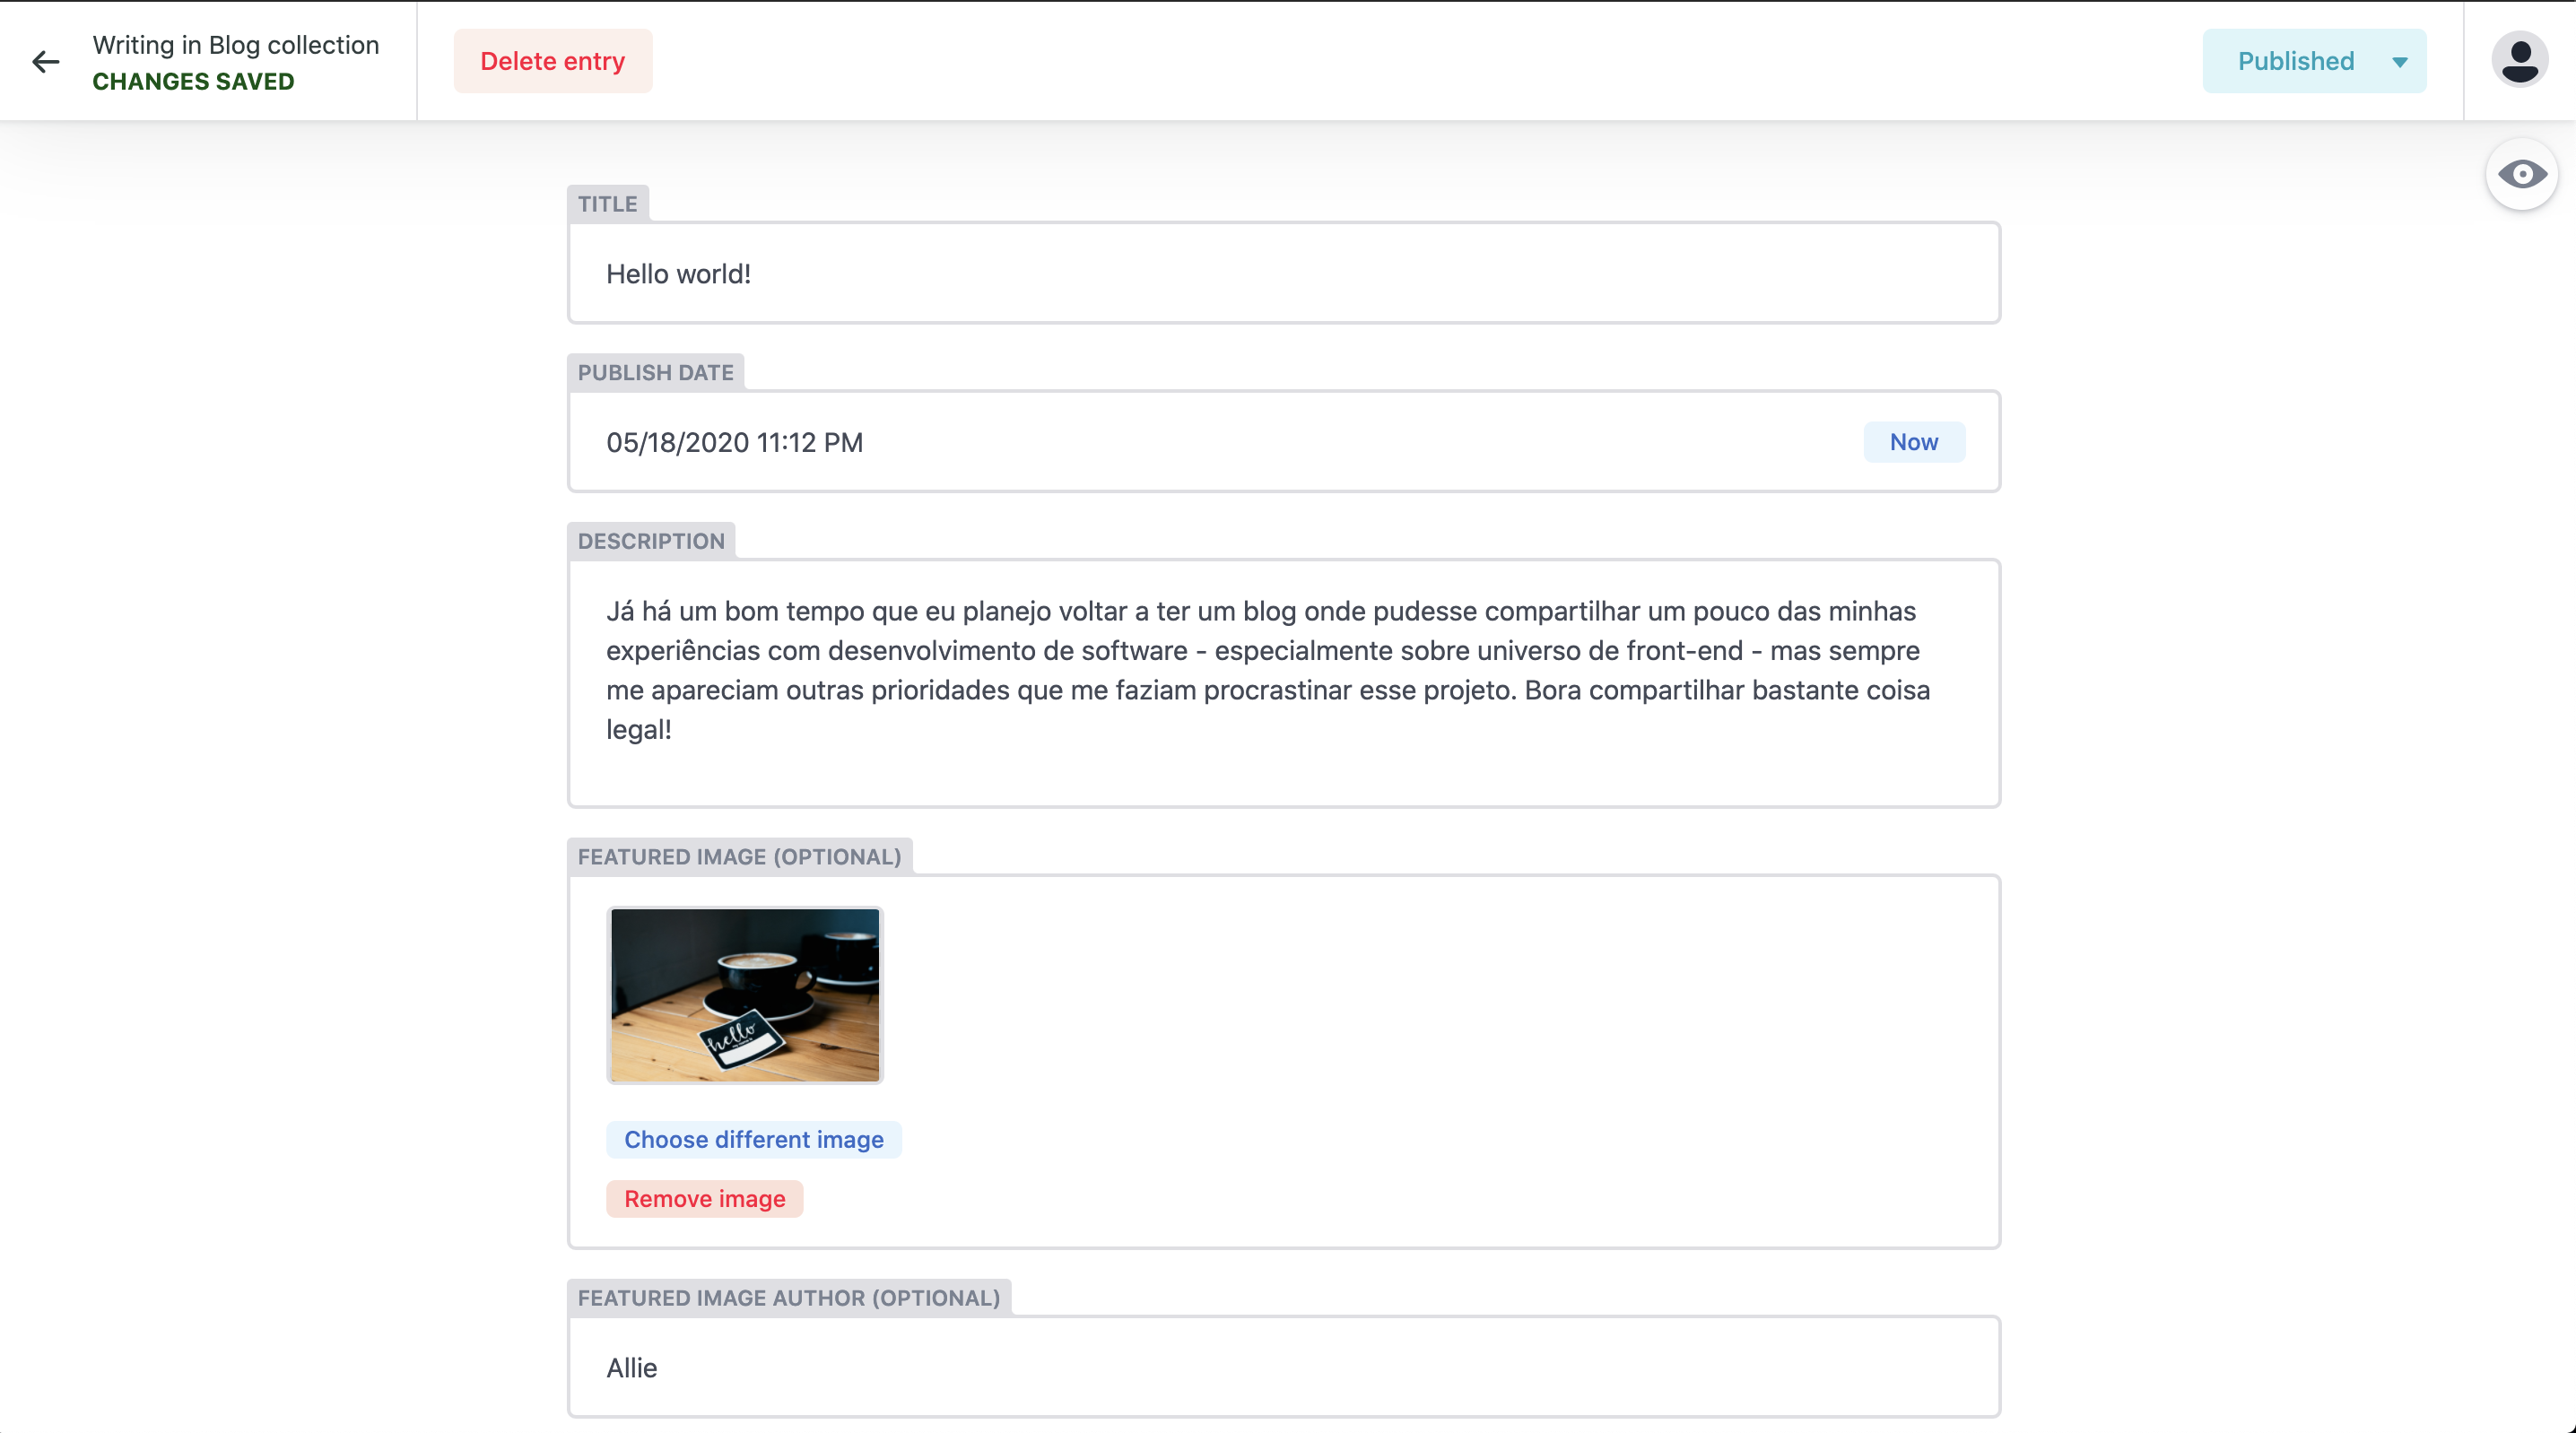 Writing in Blog collection
CHANGES SAVED
Delete entry
Published
TITLE
Hello world!
PUBLISH DATE
05/18/2020 11:12 PM
Now
DESCRIPTION
Já há um bom tempo que eu planejo voltar a ter um blog onde pudesse compartilhar um pouco das minhas
experiências com desenvolvimento de software - especialmente sobre universo de front-end - mas sempre
me apareciam outras prioridades que me faziam procrastinar esse projeto. Bora compartilhar bastante coisa
legal!
FEATURED IMAGE (OPTIONAL)
hello
Choose different image
Remove image
FEATURED IMAGE AUTHOR (OPTIONAL)
Allie